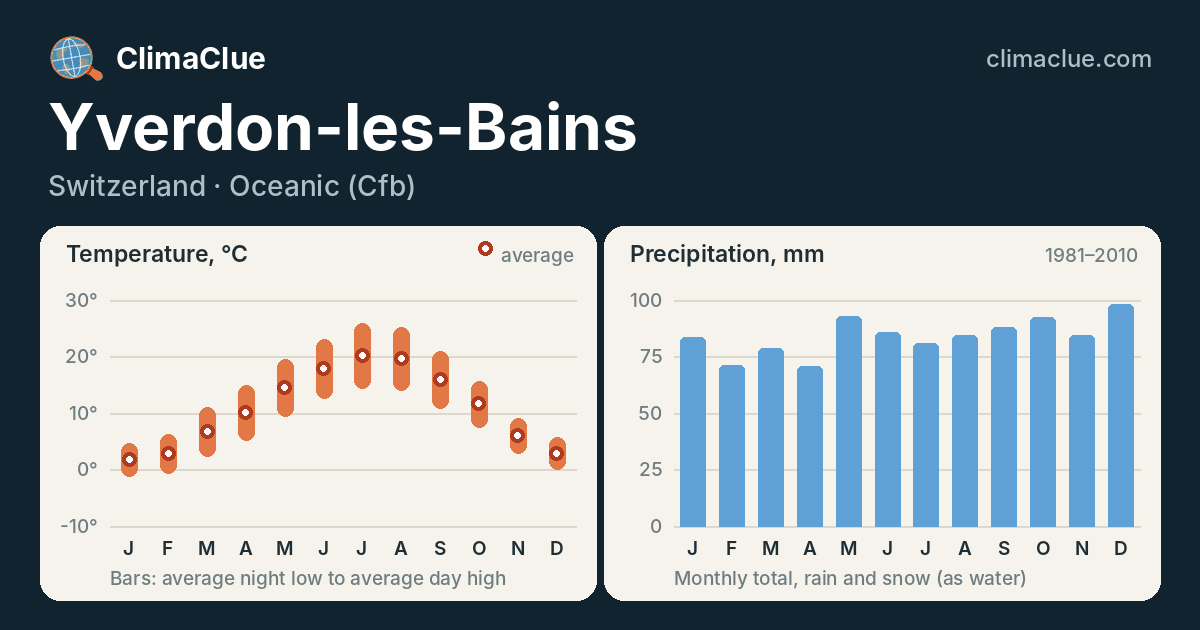 ClimaClue
climaclue.com
Yverdon-les-Bains
Switzerland · Oceanic (Cfb)
Temperature, °C
average
30°
20°
10°
0°
-10°
J F M A M J J A S O N D
Bars: average night low to average day high
Precipitation, mm
1981–2010
100
75
50
25
0
J F M A M J J A S O N D
Monthly total, rain and snow (as water)